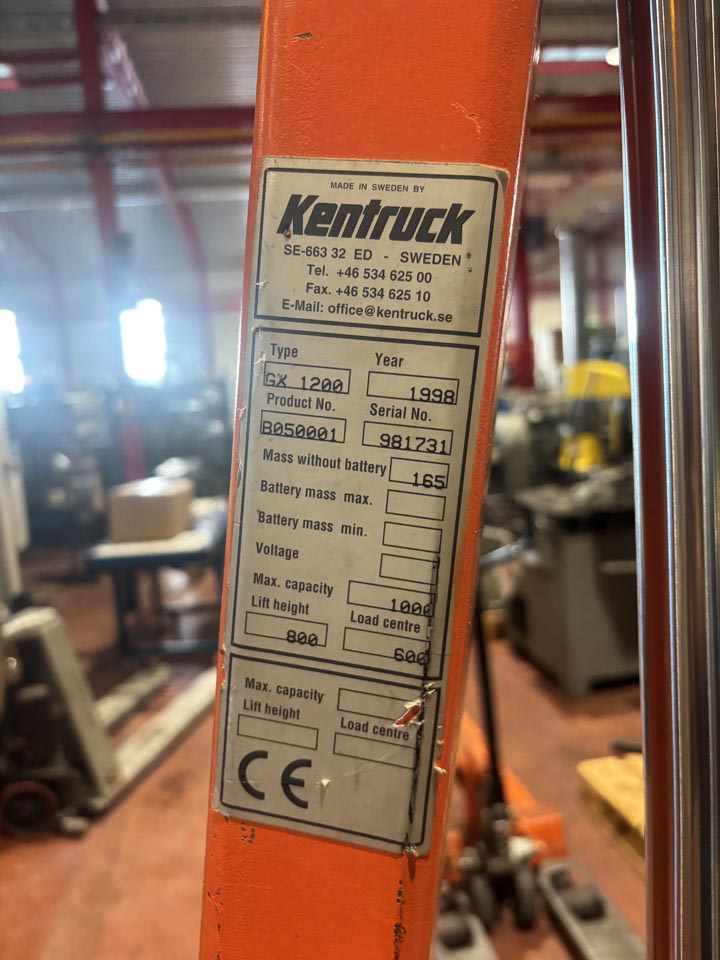 MADE IN SWEDEN BY
Kentruck
SE-663 32 ED - SWEDEN
Tel. +46 534 625 00
Fax. +46 534 625 10
E-Mail: office@kentruck.se
Type Year
GX 1200 1998
Product No. Serial No.
B050001 981731
Mass without battery 165
Battery mass max.
Battery mass min.
Voltage
Max. capacity 1000
Lift height Load centre
800 600
Max. capacity
Lift height Load centre
CE